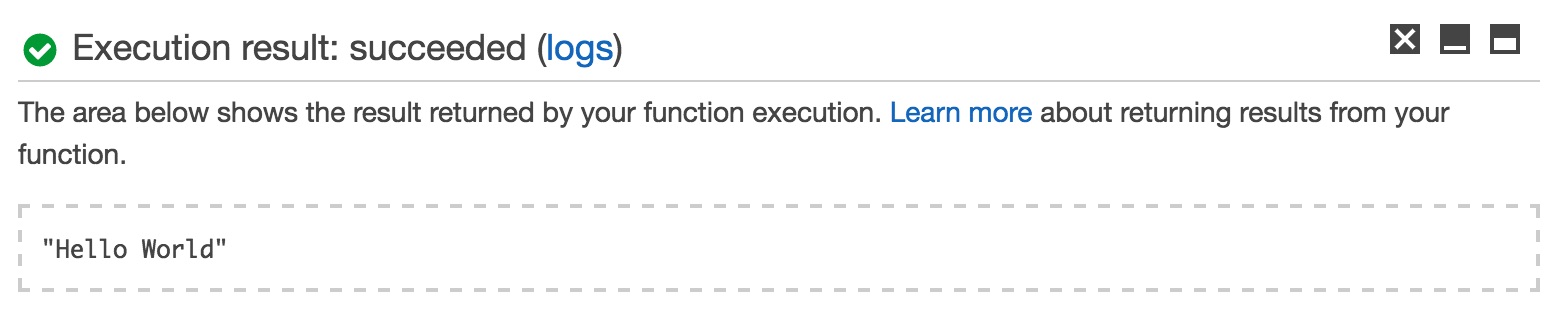 Execution result: succeeded (logs)
The area below shows the result returned by your function execution. Learn more about returning results from your
function.
"Hello World"